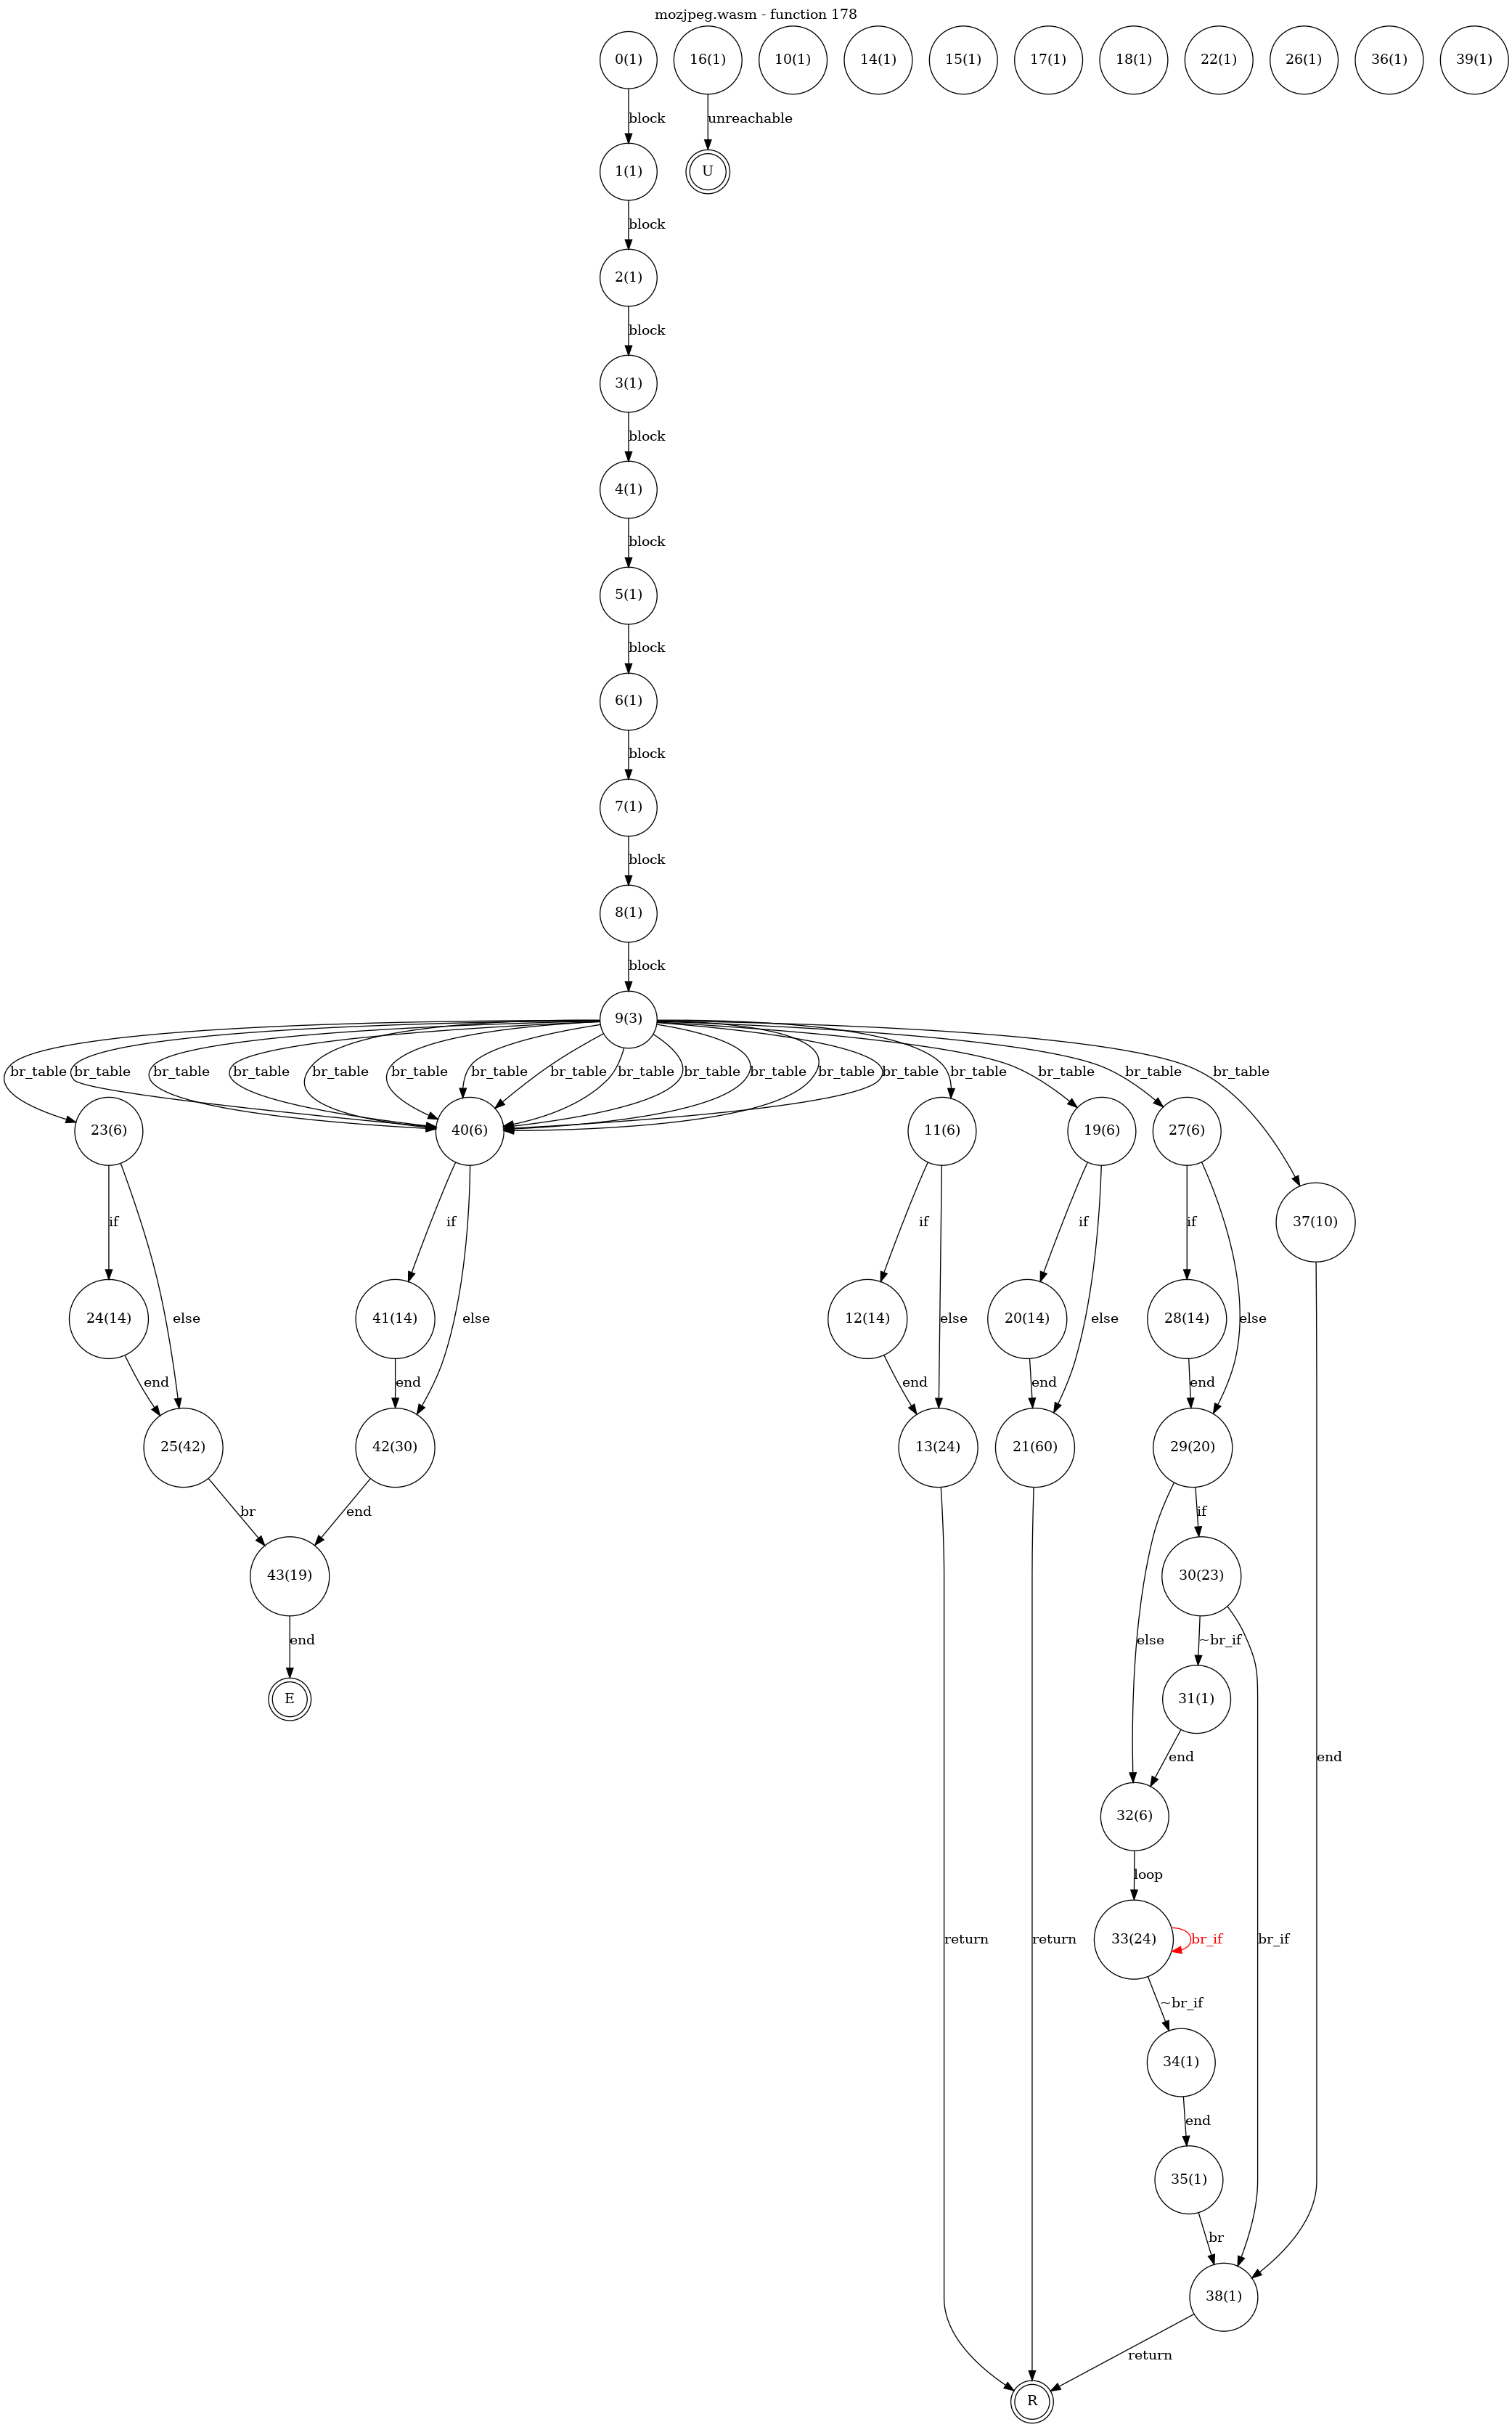 mozjpeg.wasm - function 178
0(1) 16(1) 10(1) 14(1) 15(1) 17(1) 18(1) 22(1) 26(1) 36(1) 39(1)
block unreachable
1(1) U
block
2(1)
block
3(1)
block
4(1)
block
5(1)
block
6(1)
block
7(1)
block
8(1)
block
9(3)
br_table br_table br_table br_table br_table br_table br_table br_table br_table br_table br_table br_table br_table br_table br_table br_table br_table
23(6) 40(6) 11(6) 19(6) 27(6)
37(10)
if if if if if
24(14) else 41(14) else 12(14) else 20(14) else 28(14) else
end end end end end
25(42) 42(30) 13(24) 21(60) 29(20)
br end if
43(19) 30(23)
end else ~br_if
E 31(1)
end end
32(6)
loop
return return 33(24) br_if br_if
~br_if
34(1)
end
35(1)
br
38(1)
return
R